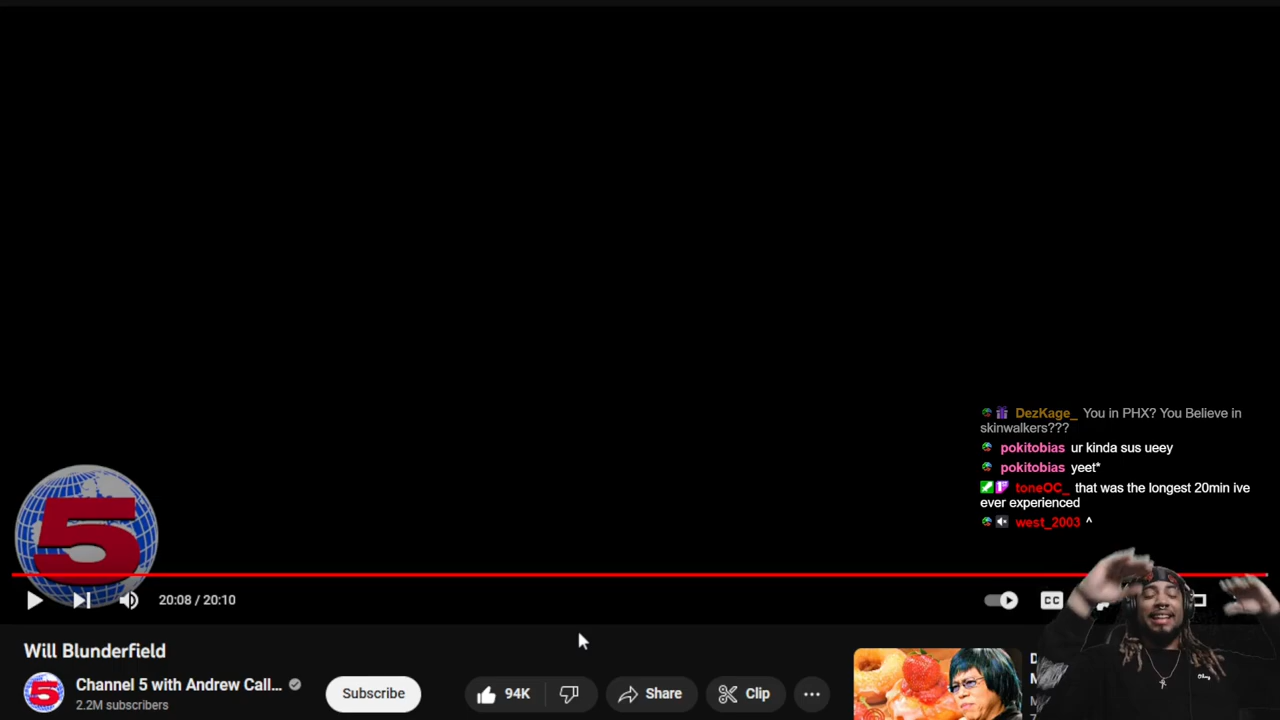 DezKage_ You in PHX? You Believe in
skinwalkers???
pokitobias ur kinda sus ueey
pokitobias yeet*
toneOC_ that was the longest 20min ive
ever experienced
west_2003 ^
5
20:08 / 20:10
CC
Will Blunderfield
5
Channel 5 with Andrew Call...
2.2M subscribers
Subscribe
94K
Share
Clip